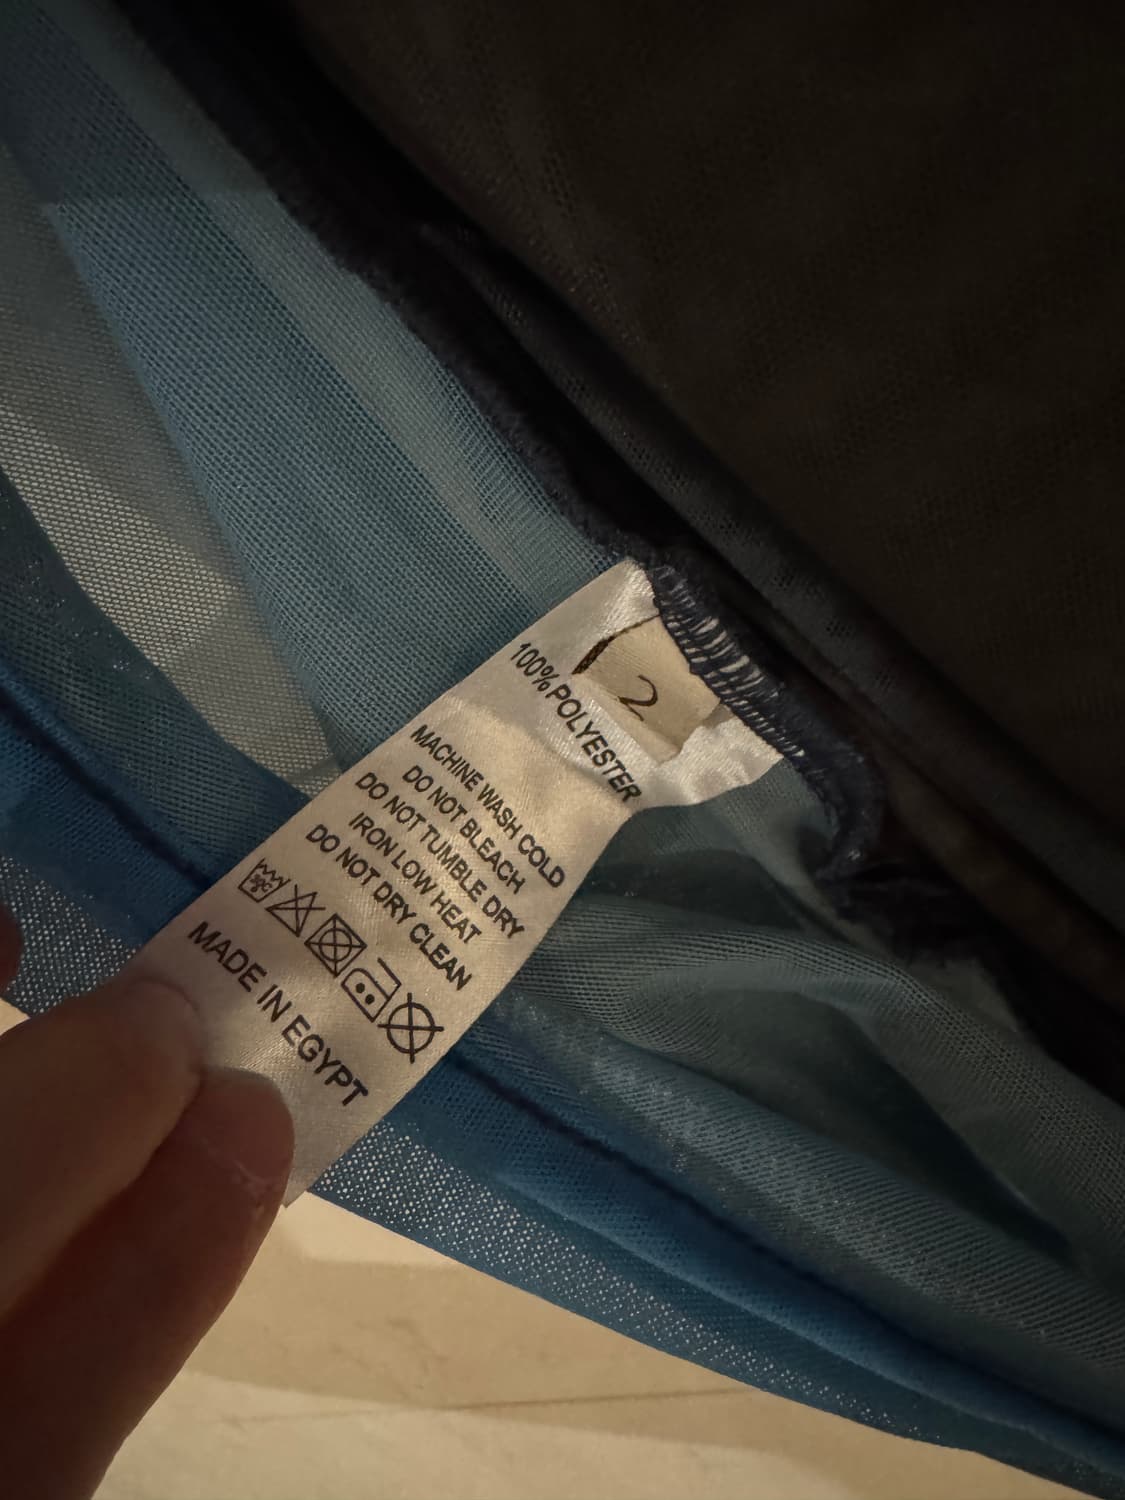 2
100% POLYESTER
MACHINE WASH COLD
DO NOT BLEACH
DO NOT TUMBLE DRY
IRON LOW HEAT
DO NOT DRY CLEAN
MADE IN EGYPT